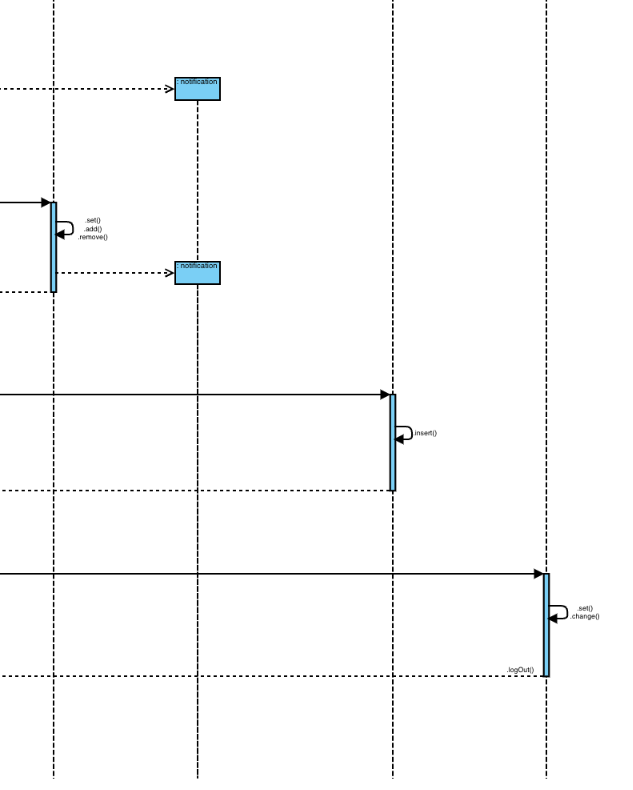 : notification
.set()
.add()
.remove()
: notification
.insert()
.set()
.change()
.logOut()